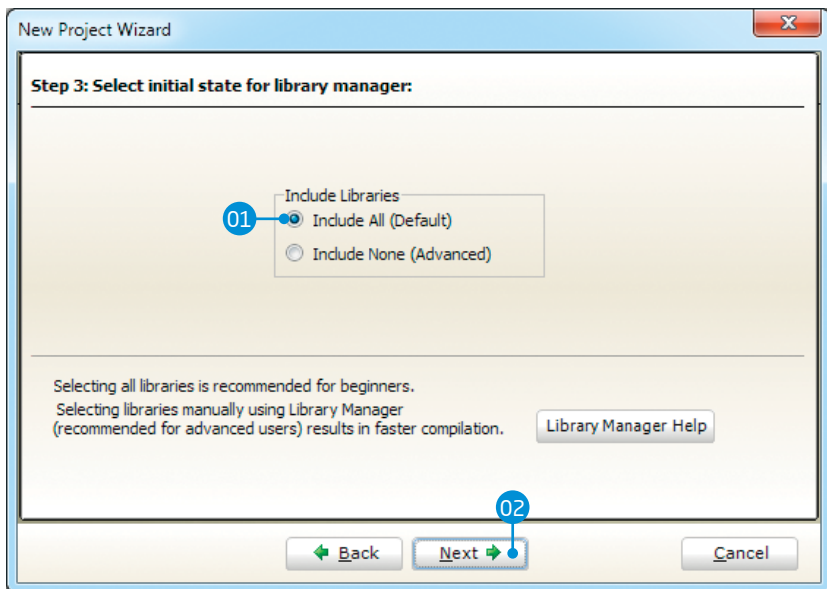 New Project Wizard
Step 3: Select initial state for library manager:
Include Libraries
01
Include All (Default)
Include None (Advanced)
Selecting all libraries is recommended for beginners.
Selecting libraries manually using Library Manager
(recommended for advanced users) results in faster compilation.
Library Manager Help
02
Back
Next
Cancel